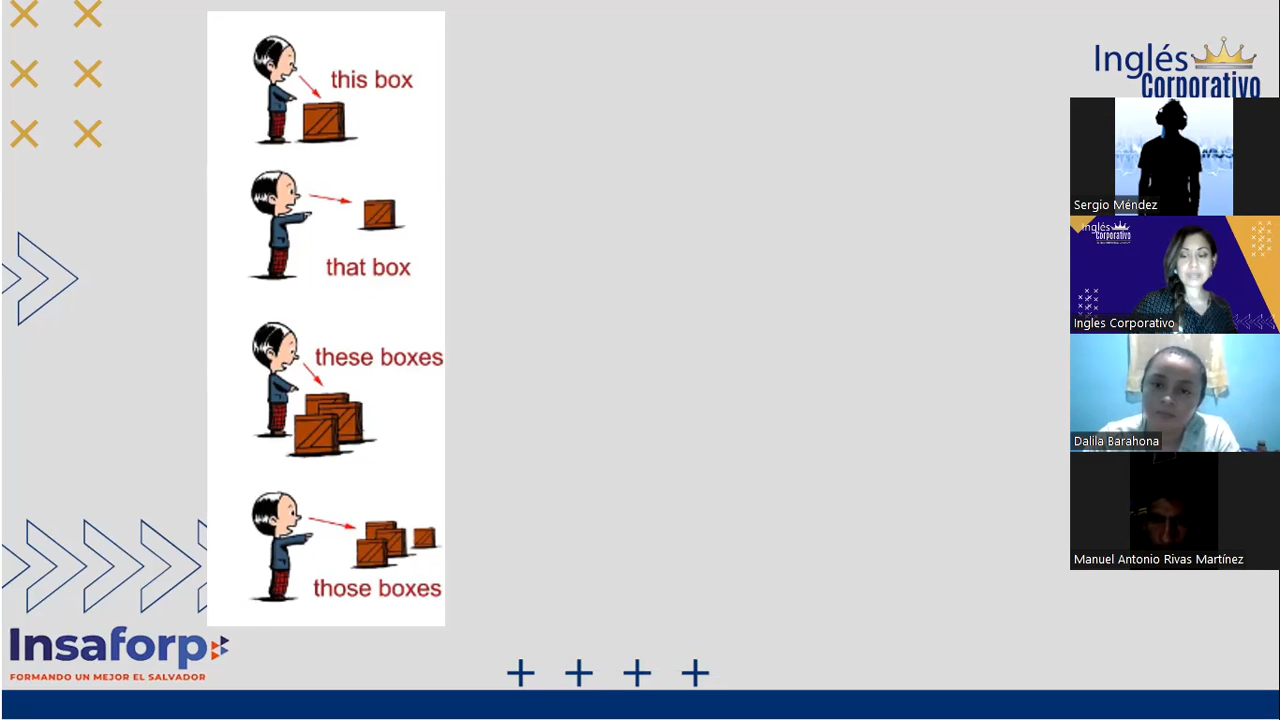 this box
that box
these boxes
those boxes
Inglés
Corporativo
Sergio Méndez
Inglés
Corporativo
Ingles Corporativo
Dalila Barahona
Manuel Antonio Rivas Martínez
Insaforp
FORMANDO UN MEJOR EL SALVADOR